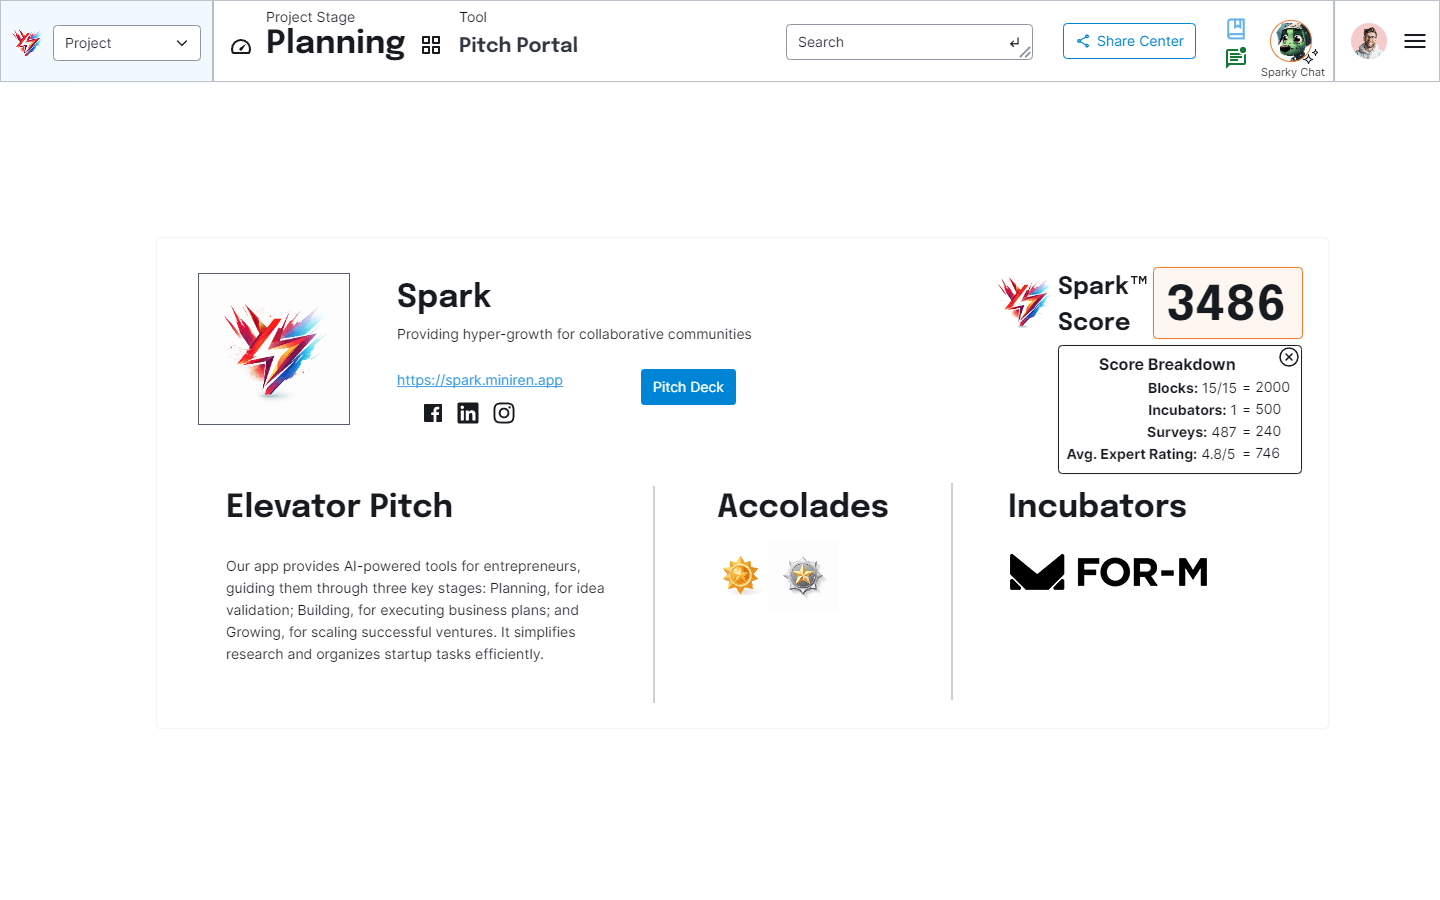 Project
Project Stage
Planning
Tool
Pitch Portal
Search
Share Center
Sparky Chat
Spark
Providing hyper-growth for collaborative communities
https://spark.miniren.app
Pitch Deck
Spark™
Score
3486
Score Breakdown
Blocks: 15/15 = 2000
Incubators: 1 = 500
Surveys: 487 = 240
Avg. Expert Rating: 4.8/5 = 746
Elevator Pitch
Our app provides AI-powered tools for entrepreneurs,
guiding them through three key stages: Planning, for idea
validation; Building, for executing business plans; and
Growing, for scaling successful ventures. It simplifies
research and organizes startup tasks efficiently.
Accolades
Incubators
FOR-M